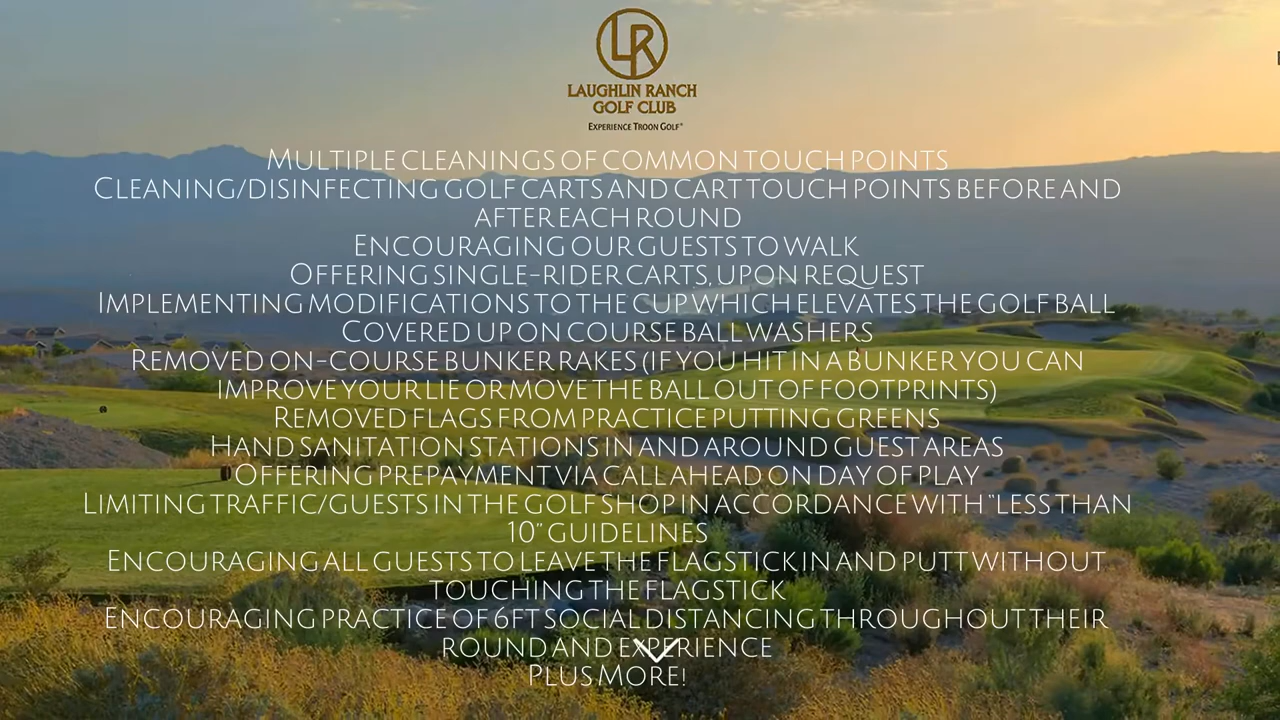 LR
LAUGHLIN RANCH
GOLF CLUB
EXPERIENCE TROON GOLF®
MULTIPLE CLEANINGS OF COMMON TOUCH POINTS
CLEANING/DISINFECTING GOLF CARTS AND CART TOUCH POINTS BEFORE AND
AFTER EACH ROUND
ENCOURAGING OUR GUESTS TO WALK
OFFERING SINGLE-RIDER CARTS, UPON REQUEST
IMPLEMENTING MODIFICATIONS TO THE CUP WHICH ELEVATES THE GOLF BALL
COVERED UP ON COURSE BALL WASHERS
REMOVED ON-COURSE BUNKER RAKES (IF YOU HIT IN A BUNKER YOU CAN
IMPROVE YOUR LIE OR MOVE THE BALL OUT OF FOOTPRINTS)
REMOVED FLAGS FROM PRACTICE PUTTING GREENS
HAND SANITATION STATIONS IN AND AROUND GUEST AREAS
OFFERING PREPAYMENT VIA CALL AHEAD ON DAY OF PLAY
LIMITING TRAFFIC/GUESTS IN THE GOLF SHOP IN ACCORDANCE WITH "LESS THAN
10" GUIDELINES
ENCOURAGING ALL GUESTS TO LEAVE THE FLAGSTICK IN AND PUTT WITHOUT
TOUCHING THE FLAGSTICK
ENCOURAGING PRACTICE OF 6FT SOCIAL DISTANCING THROUGHOUT THEIR
ROUND AND EXPERIENCE
PLUS MORE!